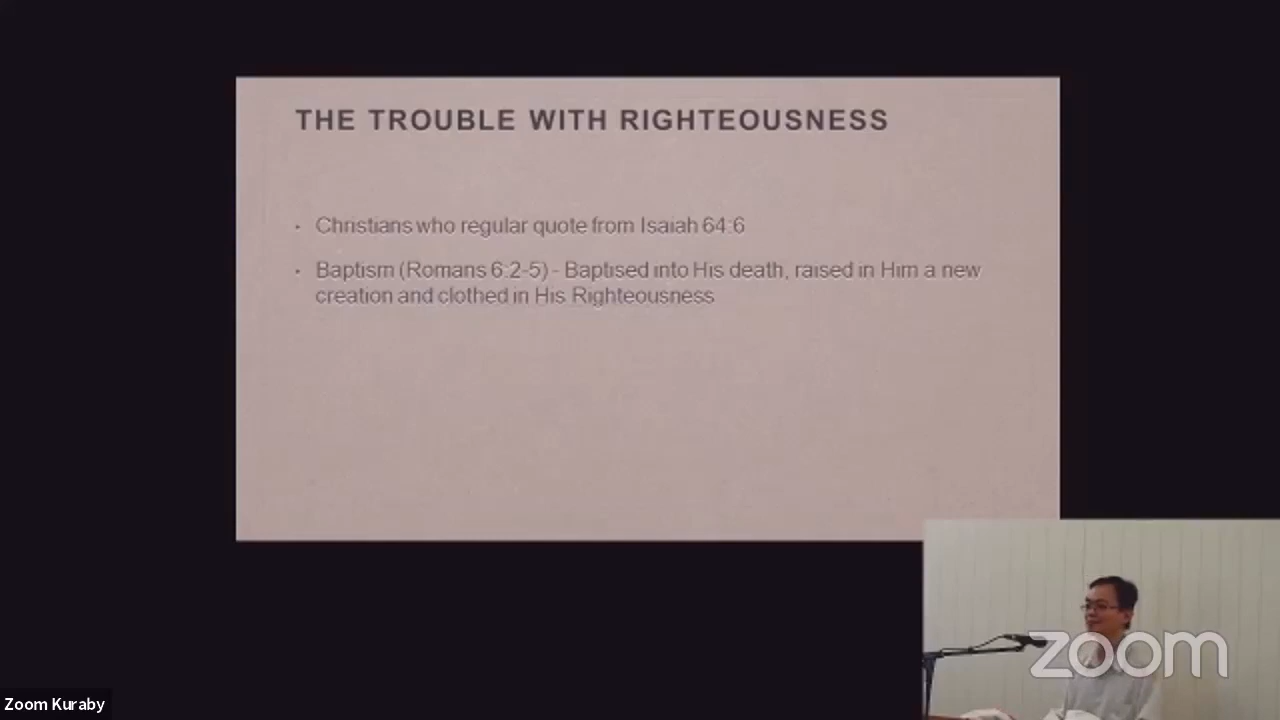 THE TROUBLE WITH RIGHTEOUSNESS
• Christians who regular quote from Isaiah 64:6
• Baptism (Romans 6:2-5) - Baptised into His death, raised in Him a new
creation and clothed in His Righteousness
zoom
Zoom Kuraby